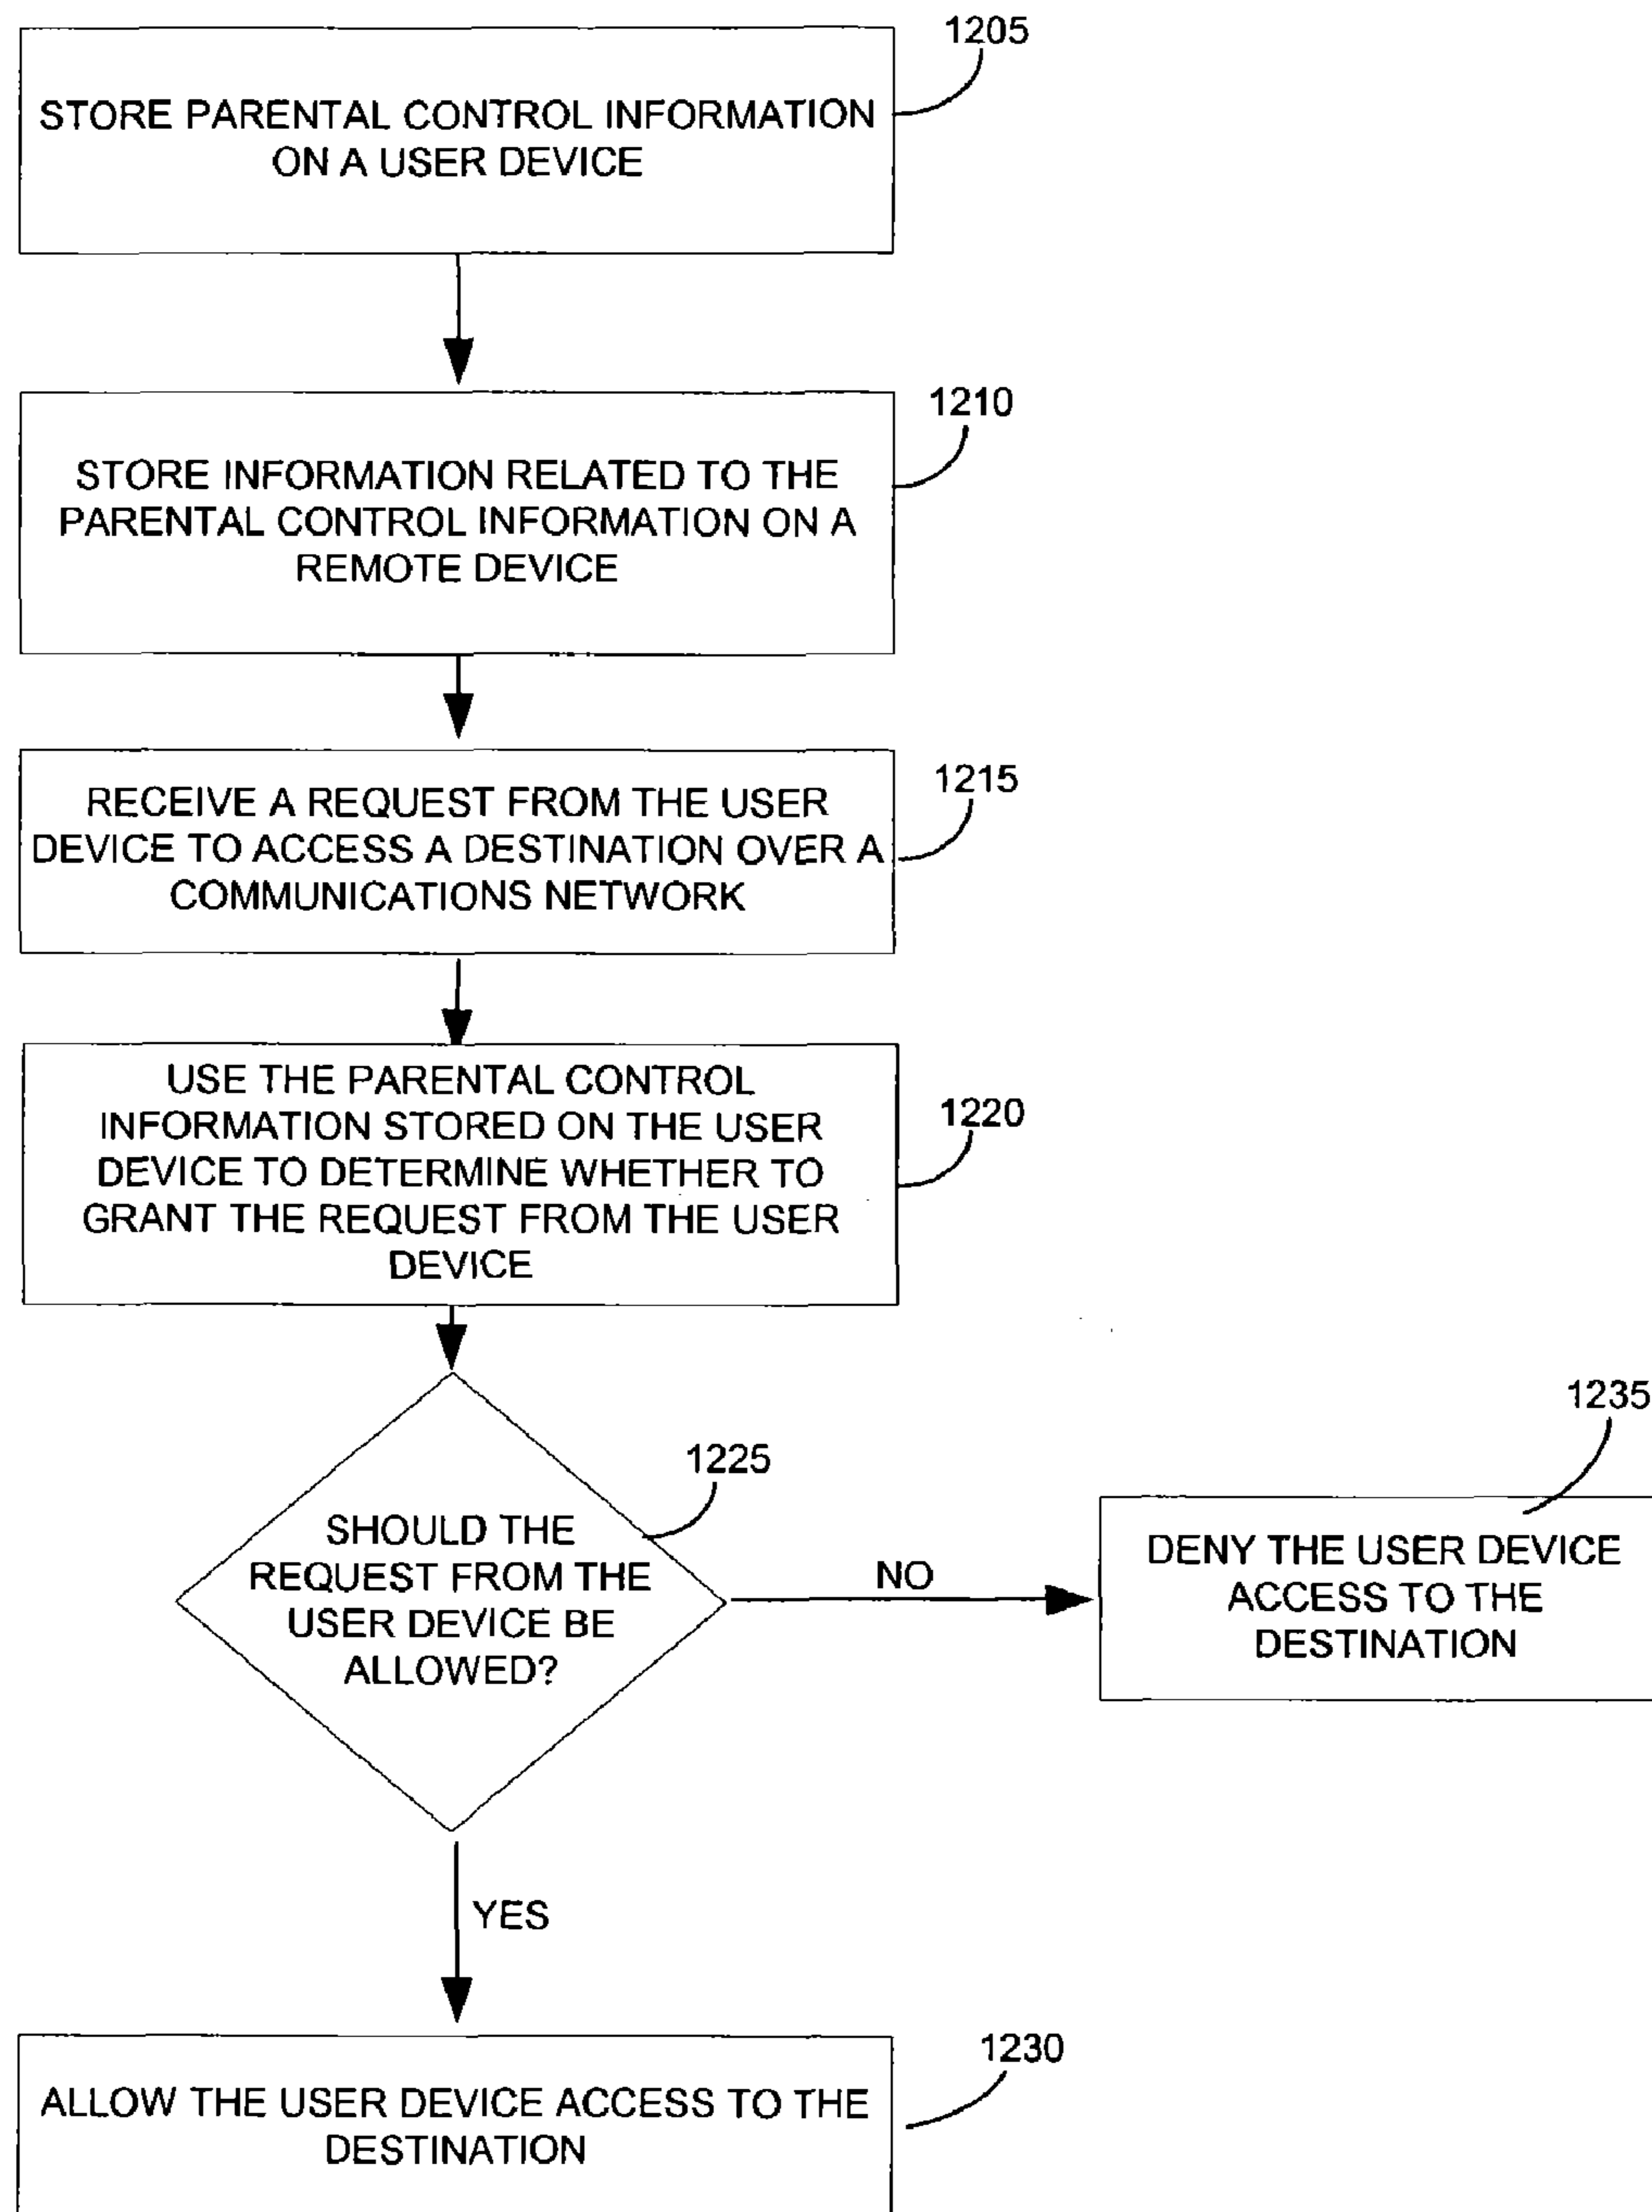 1205
STORE PARENTAL CONTROL INFORMATION
ON A USER DEVICE
1210
STORE INFORMATION RELATED TO THE
PARENTAL CONTROL INFORMATION ON A
REMOTE DEVICE
1215
RECEIVE A REQUEST FROM THE USER
DEVICE TO ACCESS A DESTINATION OVER A
COMMUNICATIONS NETWORK
1220
USE THE PARENTAL CONTROL
INFORMATION STORED ON THE USER
DEVICE TO DETERMINE WHETHER TO
GRANT THE REQUEST FROM THE USER
DEVICE
1225
SHOULD THE
REQUEST FROM THE
USER DEVICE BE
ALLOWED?
NO
1235
DENY THE USER DEVICE
ACCESS TO THE
DESTINATION
YES
1230
ALLOW THE USER DEVICE ACCESS TO THE
DESTINATION